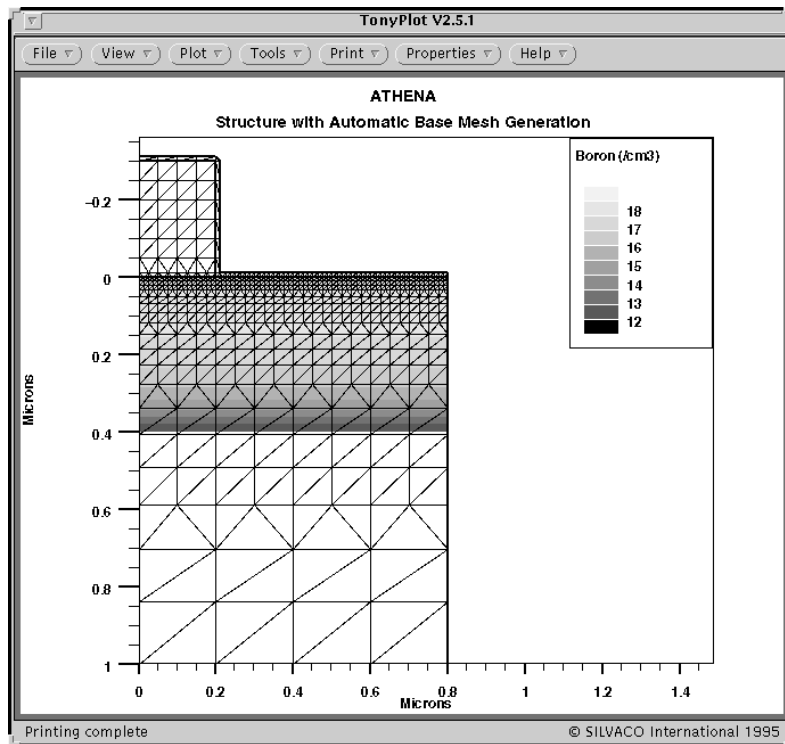 TonyPlot V2.5.1
File View Plot Tools Print Properties Help
ATHENA
Structure with Automatic Base Mesh Generation
Boron (/cm3)
18
17
16
15
14
13
12
-0.2
0
0.2
0.4
0.6
0.8
1
Microns
0 0.2 0.4 0.6 0.8 1 1.2 1.4
Microns
Printing complete © SILVACO International 1995